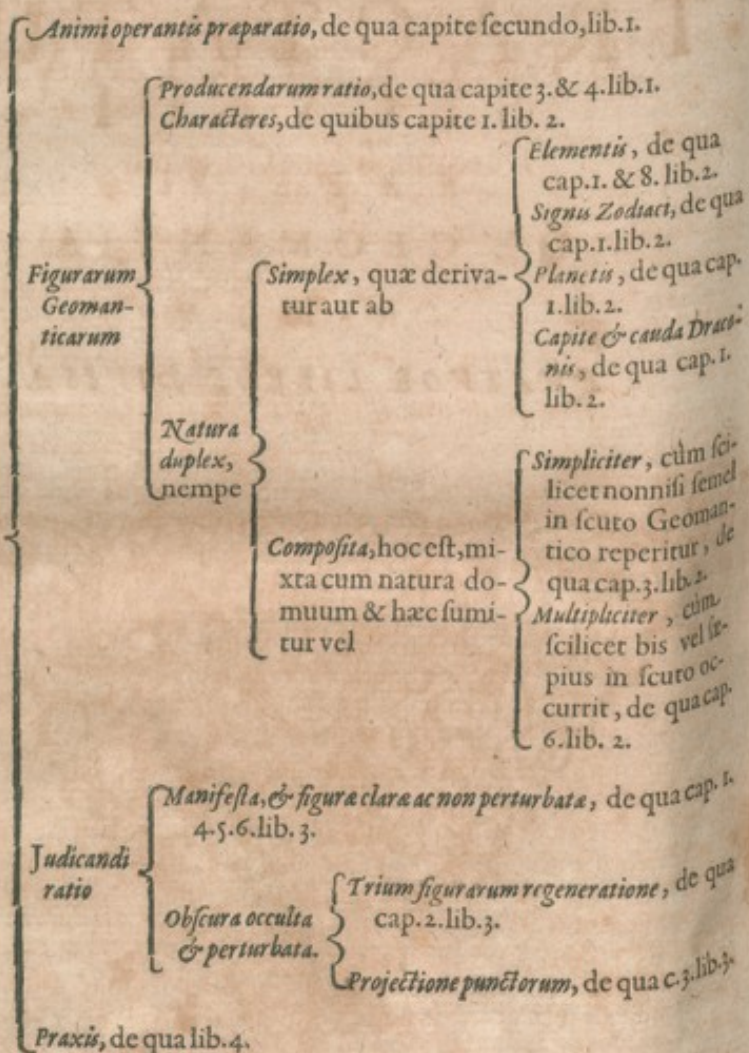 Animi operantis præparatio, de qua capite ſecundo, lib. 1.
Producendarum ratio, de qua capite 3. & 4. lib. 1.
Characteres, de quibus capite 1. lib. 2.
Elementis, de qua
cap. 1. & 8. lib. 2.
Signis Zodiaci, de qua
cap. 1. lib. 2.
Figurarum
Geoman-
ticarum
Simplex, quæ deriva-
tur aut ab
Planetis, de qua cap.
1. lib. 2.
Capite & cauda Draco-
nis, de qua cap. 1.
lib. 2.
Natura
duplex,
nempe
Simpliciter, cùm ſci-
licet nonniſi ſemel
in ſcuto Geoman-
tico reperitur, de
qua cap. 3. lib. 2.
Compoſita, hoc eſt, mi-
xta cum natura do-
muum & hæc ſumi-
tur vel
Multipliciter, cùm
ſcilicet bis vel ſæ-
pius in ſcuto oc-
currit, de qua cap.
6. lib. 2.
Manifeſta, & figuræ claræ ac non perturbatæ, de qua cap. 1.
4. 5. 6. lib. 3.
Judicandi
ratio
Trium figurarum regeneratione, de qua
cap. 2. lib. 3.
Obſcura occulta
& perturbata.
Projectione punctorum, de qua c. 3. lib. 3.
Praxis, de qua lib. 4.